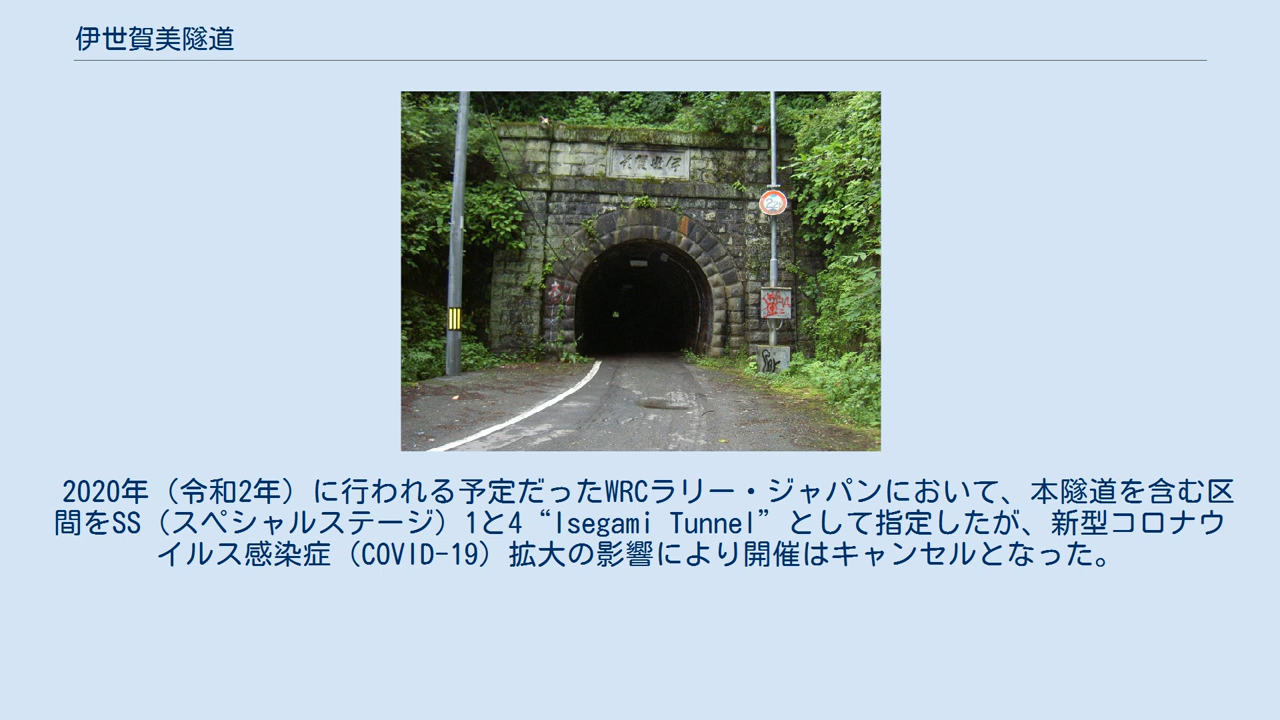 伊世賀美隧道
2020年（令和2年）に行われる予定だったWRCラリー・ジャパンにおいて、本隧道を含む区
間をSS（スペシャルステージ）1と4“Isegami Tunnel”として指定したが、新型コロナウ
イルス感染症（COVID-19）拡大の影響により開催はキャンセルとなった。